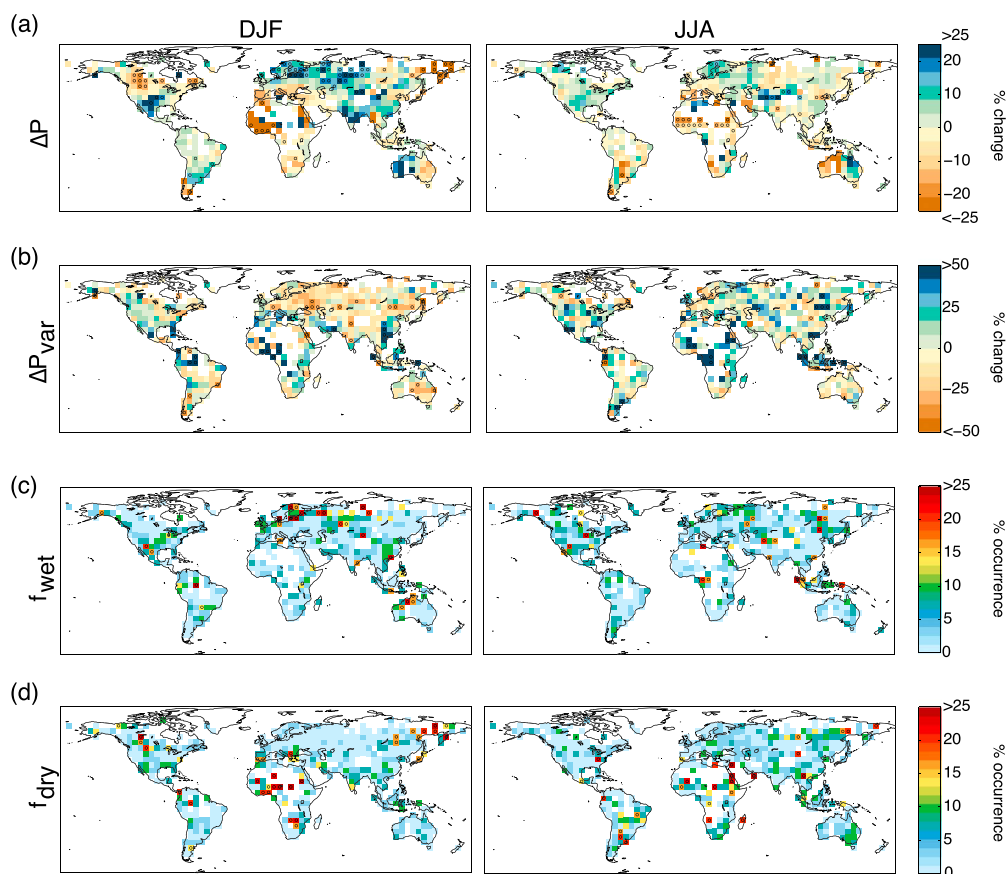 (a)
DJF
JJA
ΔP
>25
20
10
0
−10
−20
<−25
% change
(b)
ΔPvar
>50
25
0
−25
<−50
% change
(c)
fwet
>25
20
15
10
5
0
% occurrence
(d)
fdry
>25
20
15
10
5
0
% occurrence